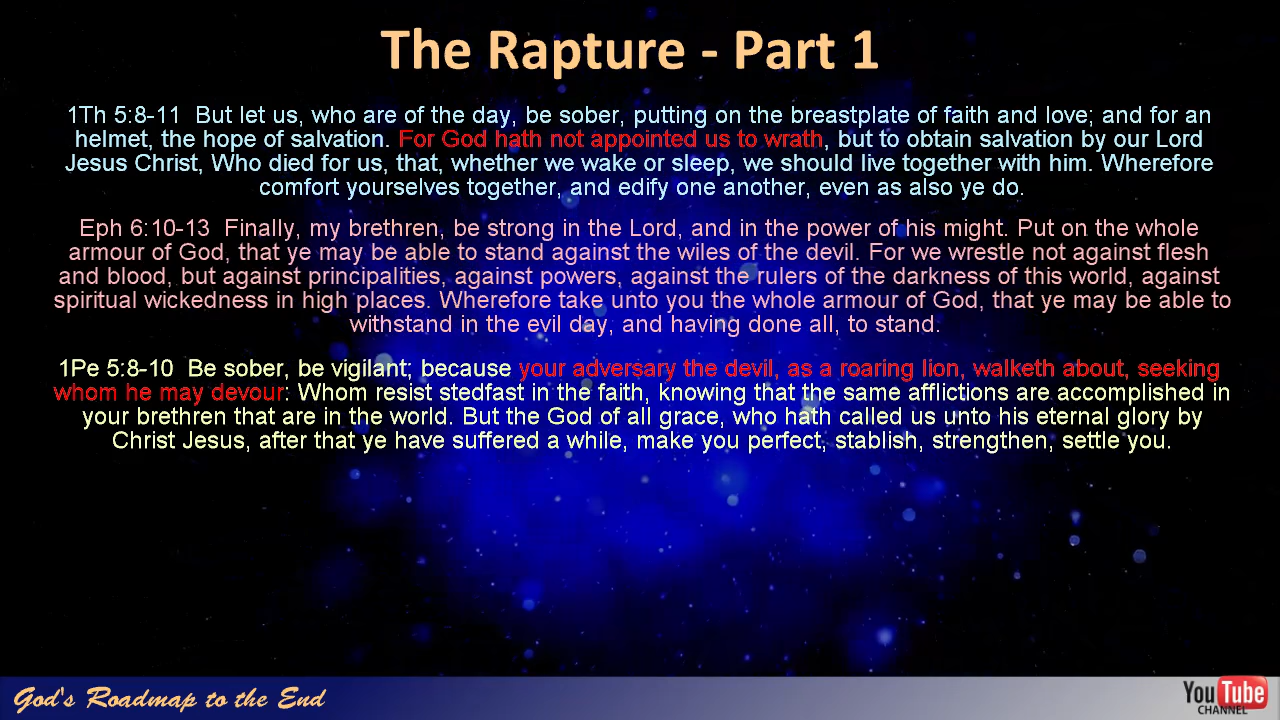 The Rapture - Part 1
1Th 5:8-11  But let us, who are of the day, be sober, putting on the breastplate of faith and love; and for an
helmet, the hope of salvation. For God hath not appointed us to wrath, but to obtain salvation by our Lord
Jesus Christ, Who died for us, that, whether we wake or sleep, we should live together with him. Wherefore
comfort yourselves together, and edify one another, even as also ye do.
Eph 6:10-13  Finally, my brethren, be strong in the Lord, and in the power of his might. Put on the whole
armour of God, that ye may be able to stand against the wiles of the devil. For we wrestle not against flesh
and blood, but against principalities, against powers, against the rulers of the darkness of this world, against
spiritual wickedness in high places. Wherefore take unto you the whole armour of God, that ye may be able to
withstand in the evil day, and having done all, to stand.
1Pe 5:8-10  Be sober, be vigilant; because your adversary the devil, as a roaring lion, walketh about, seeking
whom he may devour: Whom resist stedfast in the faith, knowing that the same afflictions are accomplished in
your brethren that are in the world. But the God of all grace, who hath called us unto his eternal glory by
Christ Jesus, after that ye have suffered a while, make you perfect, stablish, strengthen, settle you.
God's Roadmap to the End
YouTube
CHANNEL